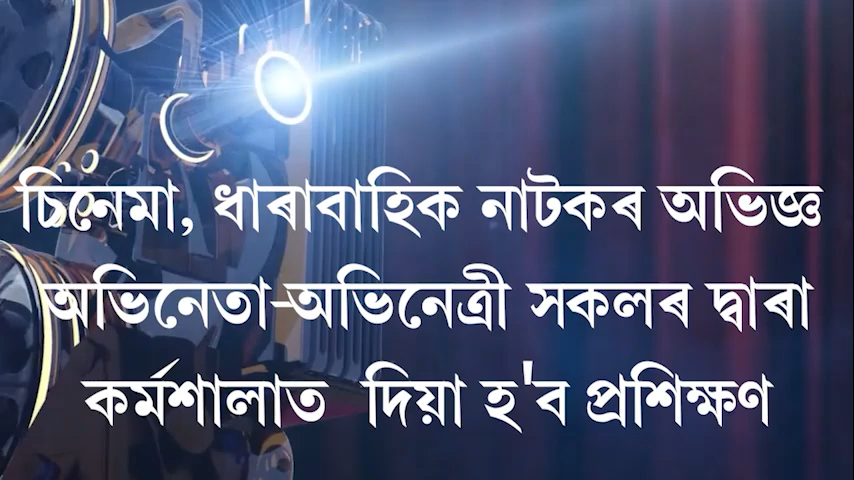 চিনেমা, ধাৰাবাহিক নাটকৰ অভিজ্ঞ
অভিনেতা-অভিনেত্ৰী সকলৰ দ্বাৰা
কৰ্মশালাত দিয়া হ'ব প্ৰশিক্ষণ